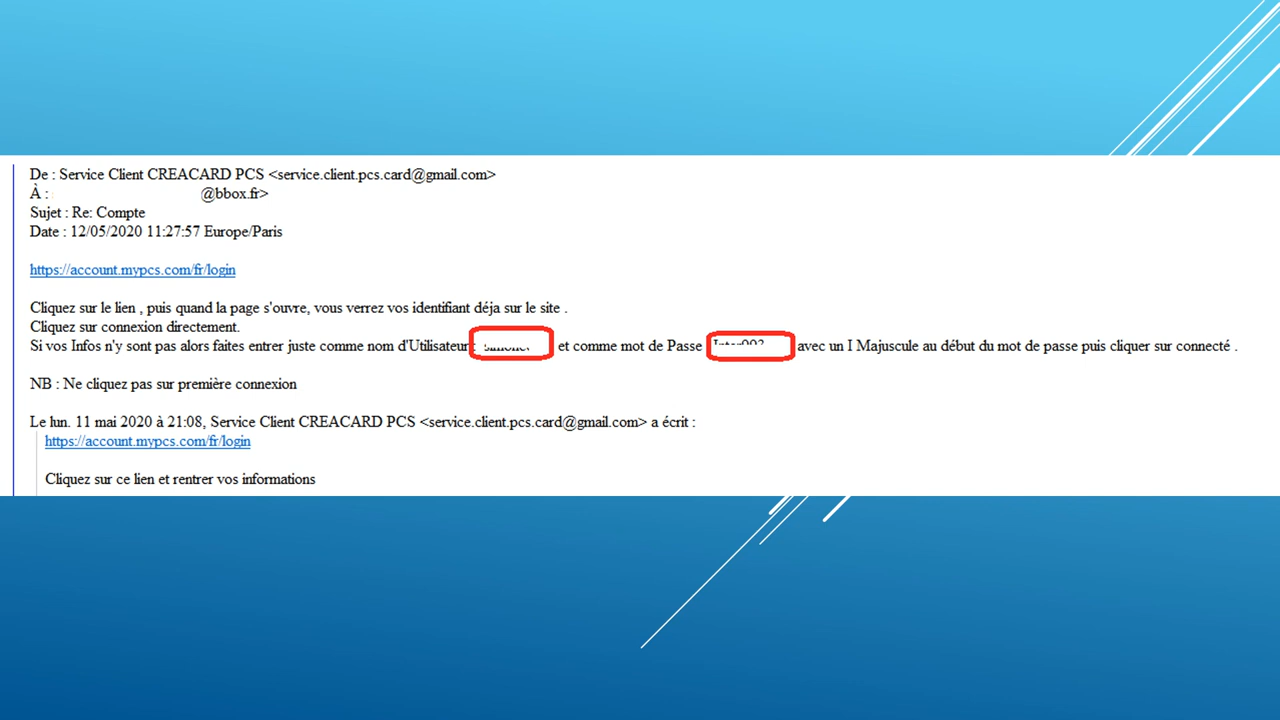 De : Service Client CREACARD PCS <service.client.pcs.card@gmail.com>
À : @bbox.fr>
Sujet : Re: Compte
Date : 12/05/2020 11:27:57 Europe/Paris
https://account.mypcs.com/fr/login
Cliquez sur le lien , puis quand la page s'ouvre, vous verrez vos identifiant déja sur le site .
Cliquez sur connexion directement.
Si vos Infos n'y sont pas alors faites entrer juste comme nom d'Utilisateur: et comme mot de Passe avec un I Majuscule au début du mot de passe puis cliquer sur connecté .
NB : Ne cliquez pas sur première connexion
Le lun. 11 mai 2020 à 21:08, Service Client CREACARD PCS <service.client.pcs.card@gmail.com> a écrit :
https://account.mypcs.com/fr/login
Cliquez sur ce lien et rentrer vos informations